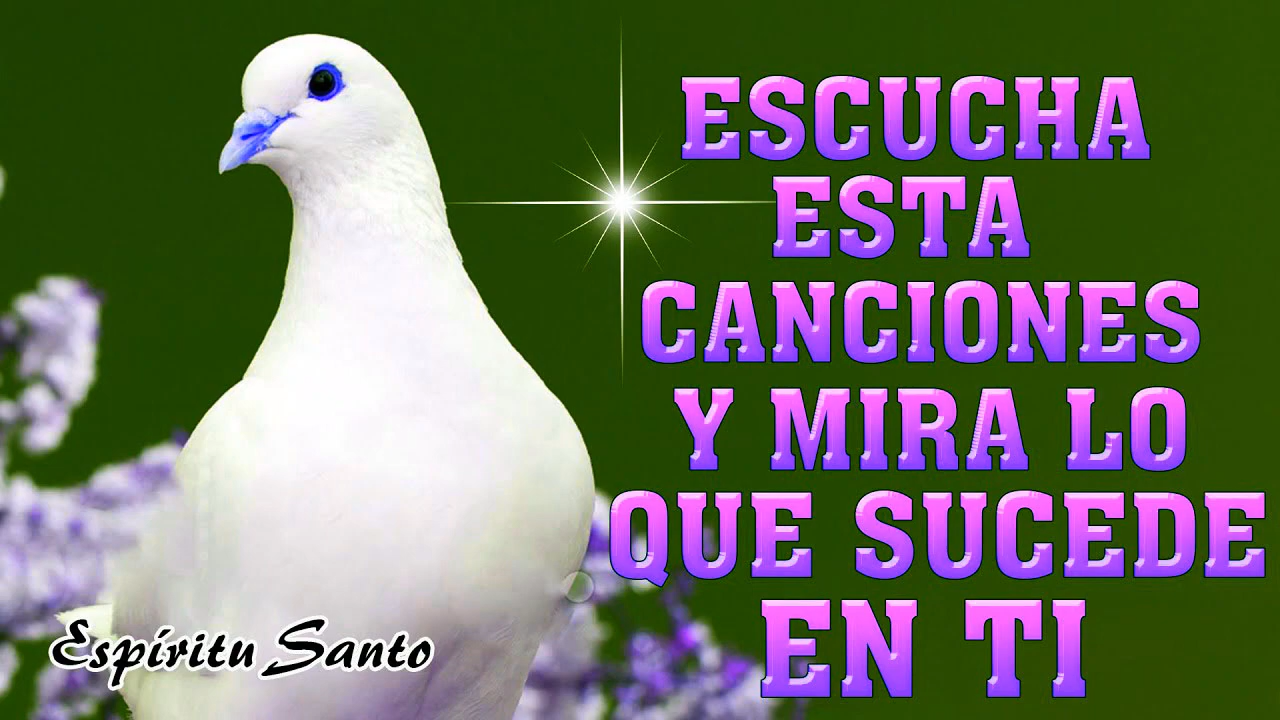 ESCUCHA
ESTA
CANCIONES
Y MIRA LO
QUE SUCEDE
EN TI
Espíritu Santo